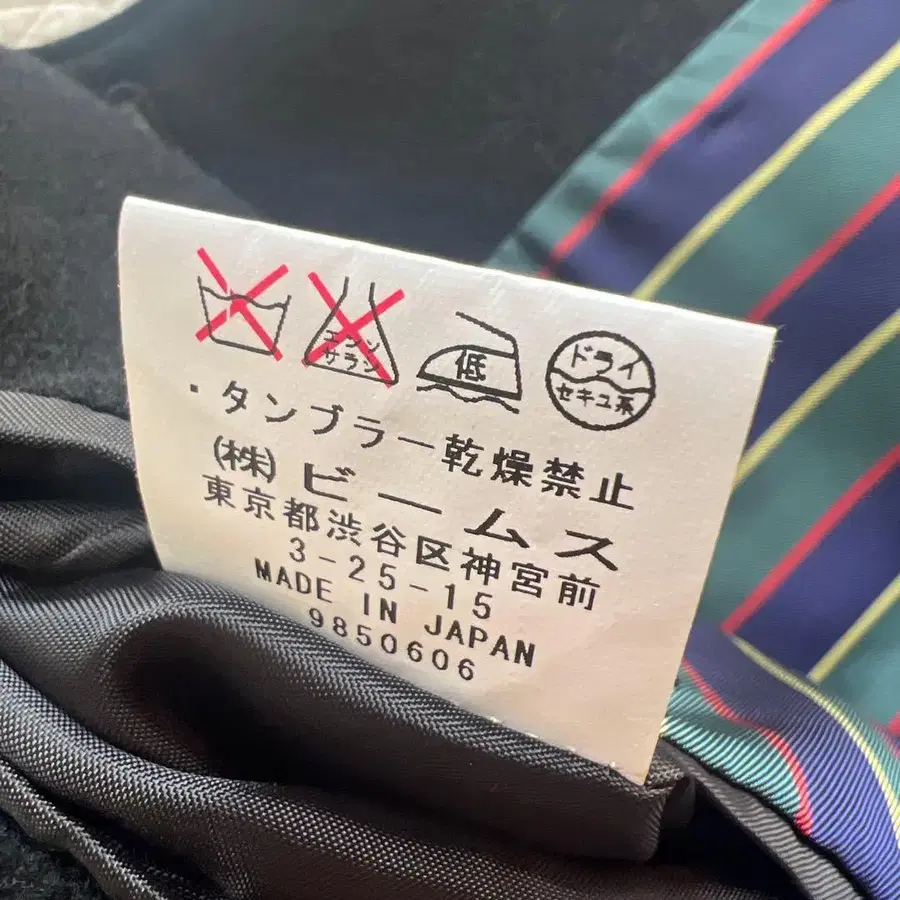 エンソ
サラシ
低
ドライ
セキユ系
・タンブラー乾燥禁止
(株)ビームス
東京都渋谷区神宮前
3-25-15
MADE IN JAPAN
9850606